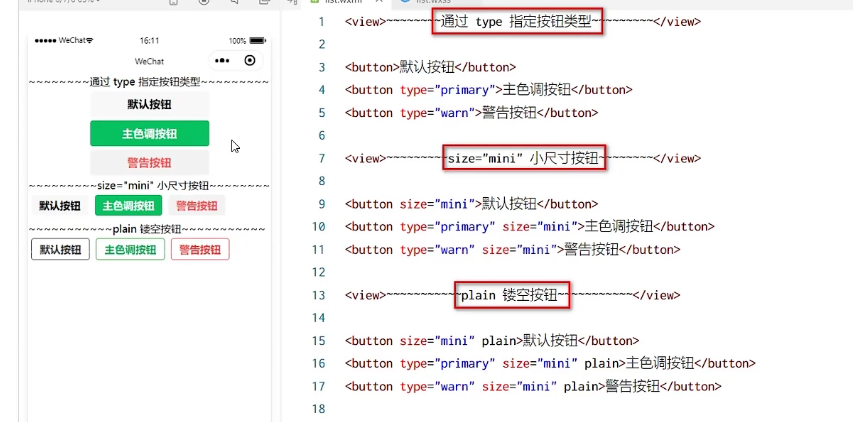 WeChat
16:11
100%
WeChat
~~~~~~~~通过 type 指定按钮类型~~~~~~~~~
默认按钮
主色调按钮
警告按钮
~~~~~~~~~size="mini" 小尺寸按钮~~~~~~~~
默认按钮 主色调按钮 警告按钮
~~~~~~~~~~~plain 镂空按钮~~~~~~~~~~~
默认按钮 主色调按钮 警告按钮
list.wxml list.wxss
1 <view>~~~~~~~~通过 type 指定按钮类型~~~~~~~~~</view>
2
3 <button>默认按钮</button>
4 <button type="primary">主色调按钮</button>
5 <button type="warn">警告按钮</button>
6
7 <view>~~~~~~~~~size="mini" 小尺寸按钮~~~~~~~~</view>
8
9 <button size="mini">默认按钮</button>
10 <button type="primary" size="mini">主色调按钮</button>
11 <button type="warn" size="mini">警告按钮</button>
12
13 <view>~~~~~~~~~~~plain 镂空按钮~~~~~~~~~~~</view>
14
15 <button size="mini" plain>默认按钮</button>
16 <button type="primary" size="mini" plain>主色调按钮</button>
17 <button type="warn" size="mini" plain>警告按钮</button>
18